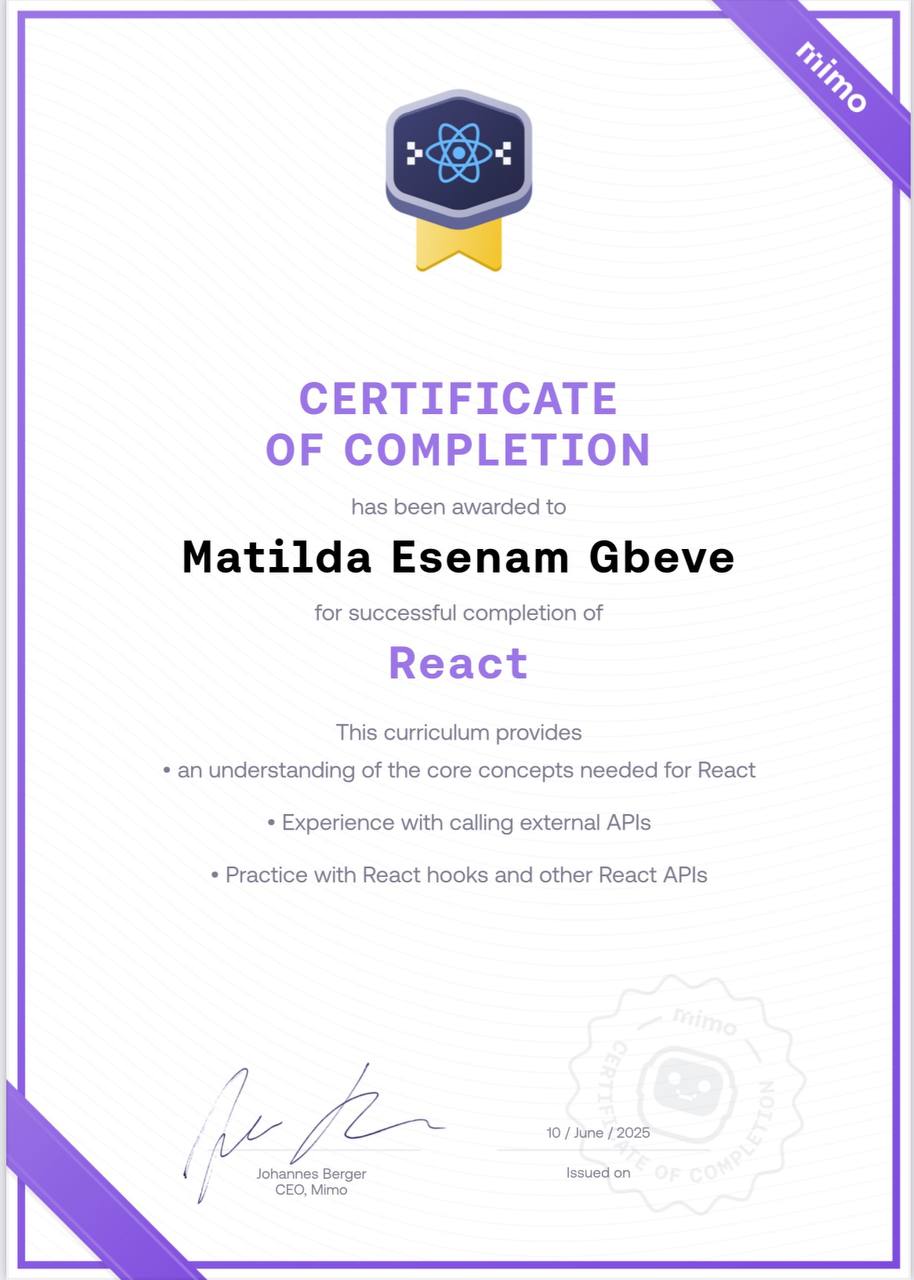 mimo
CERTIFICATE
OF COMPLETION
has been awarded to
Matilda Esenam Gbeve
for successful completion of
React
This curriculum provides
• an understanding of the core concepts needed for React
• Experience with calling external APIs
• Practice with React hooks and other React APIs
mimo
CERTIFICATE OF COMPLETION
10 / June / 2025
Issued on
Johannes Berger
CEO, Mimo